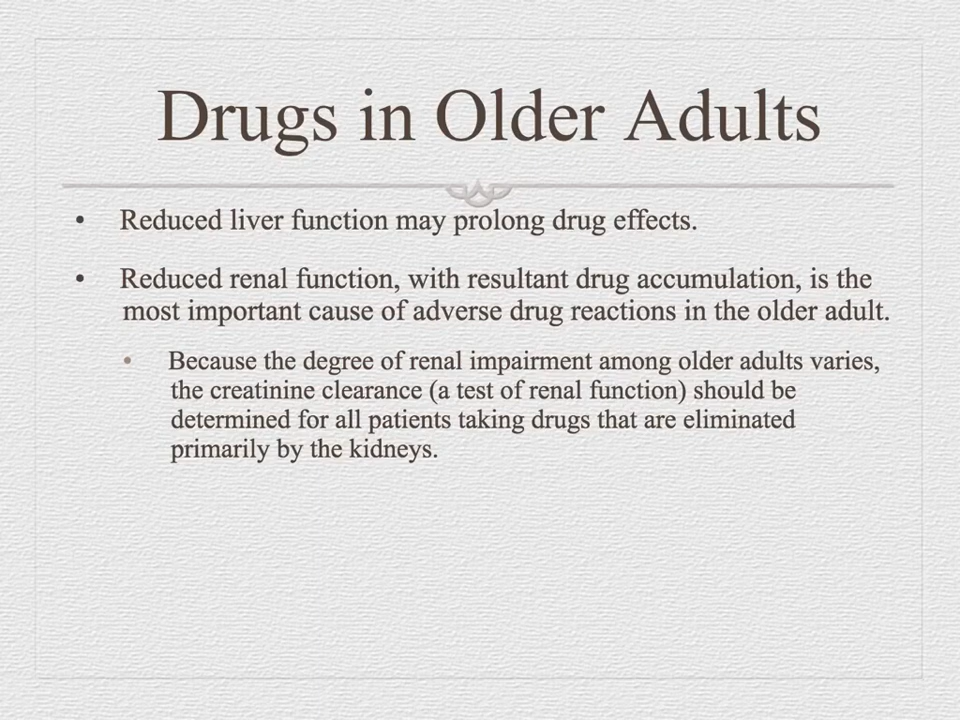 Drugs in Older Adults
• Reduced liver function may prolong drug effects.
• Reduced renal function, with resultant drug accumulation, is the
most important cause of adverse drug reactions in the older adult.
• Because the degree of renal impairment among older adults varies,
the creatinine clearance (a test of renal function) should be
determined for all patients taking drugs that are eliminated
primarily by the kidneys.